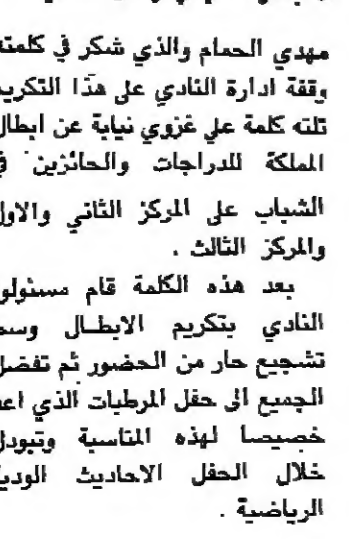 مهدي الحمام والذي شكر في كلمته
وقفة ادارة النادي على هذا التكريم
تلته كلمة علي غزوي نيابة عن ابطال
المملكة للدراجات والحائزين في
الشباب على المركز الثاني والاول
والمركز الثالث .
بعد هذه الكلمة قام مسئولو
النادي بتكريم الابطال وسط
تشجيع حار من الحضور ثم تفضل
الجميع الى حفل المرطبات الذي اعد
خصيصا لهذه المناسبة وتبودل
خلال الحفل الاحاديث الودية
الرياضية .